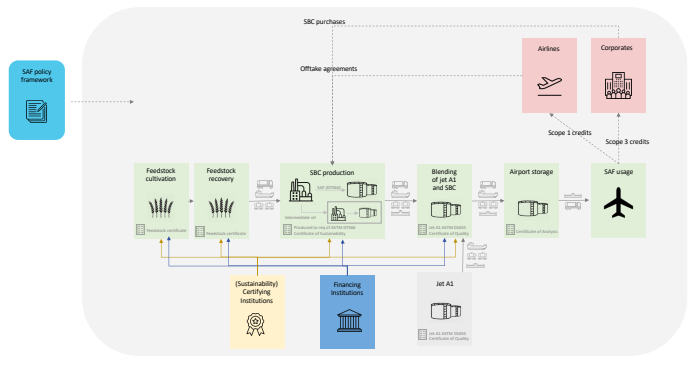 SBC purchases
SAF policy
framework
Airlines
Corporates
Offtake agreements
Scope 1 credits
Scope 3 credits
Feedstock
cultivation
Feedstock certificate
Feedstock
recovery
Feedstock certificate
SBC production
Intermediate oil
Certificate of Sustainability
Blending
of jet A1
and SBC
Certificate of Quality
Airport storage
Certificate of Analysis
SAF usage
(Sustainability)
Certifying
Institutions
Financing
Institutions
Jet A1
Certificate of Quality